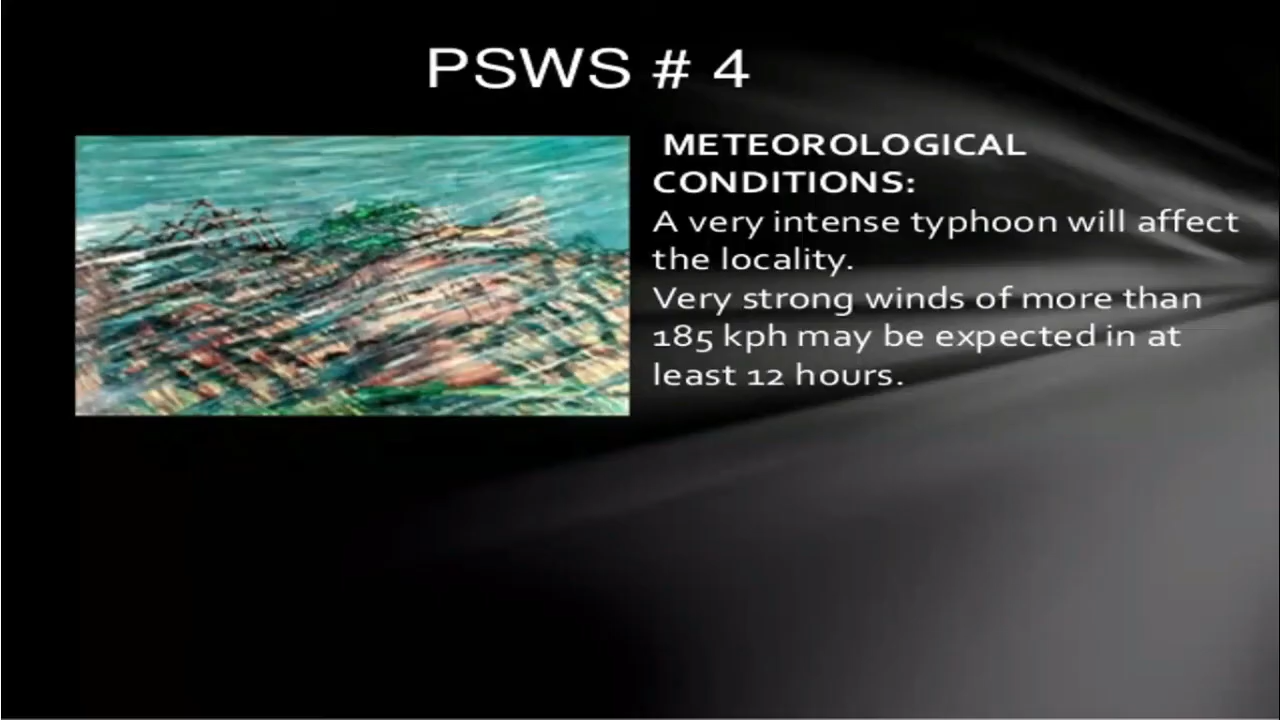 PSWS # 4
METEOROLOGICAL
CONDITIONS:
A very intense typhoon will affect
the locality.
Very strong winds of more than
185 kph may be expected in at
least 12 hours.